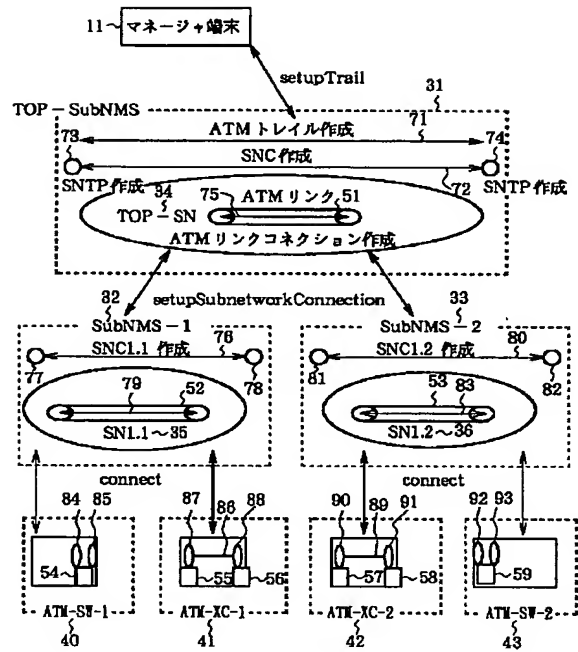 11 マネージャ端末
setupTrail
TOP-SubNMS 31
73 ATMトレイル作成 71 74
SNC作成
SNTP作成 72 SNTP作成
34 75 ATMリンク 51
TOP-SN
ATMリンクコネクション作成
32 setupSubnetworkConnection 33
SubNMS-1 SubNMS-2
SNC1.1 作成 76 SNC1.2 作成 80
77 78 81 82
79 52 53 83
SN1.1~35 SN1.2~36
connect connect
84 85 87 86 88 90 89 91 92 93
54 55 56 57 58 59
ATM-SW-1 ATM-XC-1 ATM-XC-2 ATM-SW-2
40 41 42 43